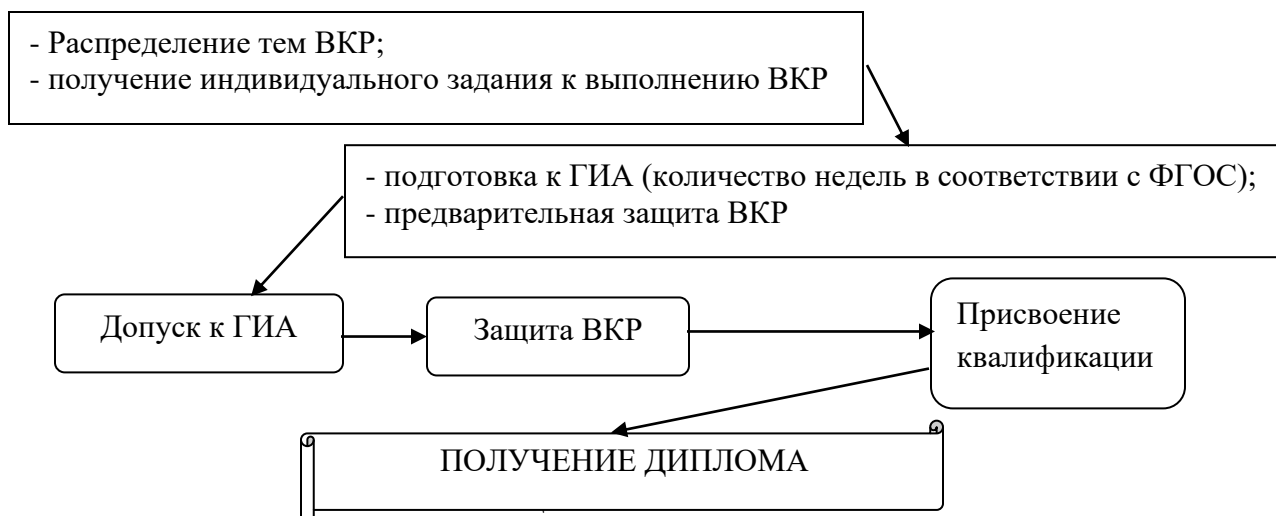 - Распределение тем ВКР;
- получение индивидуального задания к выполнению ВКР
- подготовка к ГИА (количество недель в соответствии с ФГОС);
- предварительная защита ВКР
Допуск к ГИА
Защита ВКР
Присвоение
квалификации
ПОЛУЧЕНИЕ ДИПЛОМА